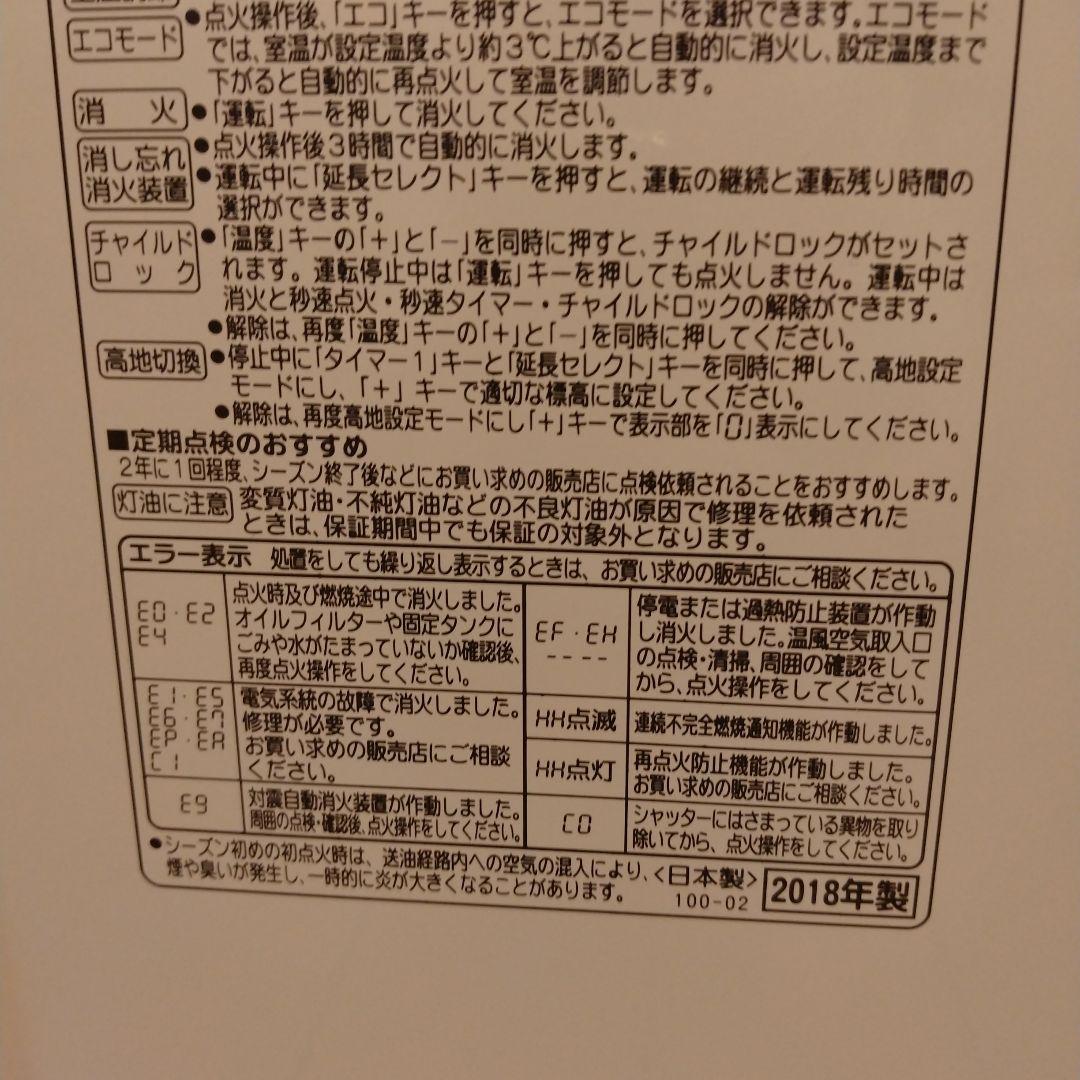 エコモード
●点火操作後、「エコ」キーを押すと、エコモードを選択できます。エコモード
では、室温が設定温度より約3℃上がると自動的に消火し、設定温度まで
下がると自動的に再点火して室温を調節します。
消 火 ●「運転」キーを押して消火してください。
消し忘れ
消火装置
●点火操作後3時間で自動的に消火します。
●運転中に「延長セレクト」キーを押すと、運転の継続と運転残り時間の
選択ができます。
チャイルド
ロック
●「温度」キーの「+」と「−」を同時に押すと、チャイルドロックがセットさ
れます。運転停止中は「運転」キーを押しても点火しません。運転中は
消火と秒速点火・秒速タイマー・チャイルドロックの解除ができます。
●解除は、再度「温度」キーの「+」と「−」を同時に押してください。
高地切換
●停止中に「タイマー1」キーと「延長セレクト」キーを同時に押して、高地設定
モードにし、「+」キーで適切な標高に設定してください。
●解除は、再度高地設定モードにし「+」キーで表示部を「0」表示にしてください。
■定期点検のおすすめ
2年に1回程度、シーズン終了後などにお買い求めの販売店に点検依頼されることをおすすめします。
灯油に注意
変質灯油・不純灯油などの不良灯油が原因で修理を依頼された
ときは、保証期間中でも保証の対象外となります。
エラー表示 処置をしても繰り返し表示するときは、お買い求めの販売店にご相談ください。
E0・E2
E4
点火時及び燃焼途中で消火しました。
オイルフィルターや固定タンクに
ごみや水がたまっていないか確認後、
再度点火操作をしてください。
E1・E5
E6・E7
EP・EA
C1
電気系統の故障で消火しました。
修理が必要です。
お買い求めの販売店にご相談
ください。
E9
対震自動消火装置が作動しました。
周囲の点検・確認後、点火操作をしてください。
EF・EH
----
停電または過熱防止装置が作動
し消火しました。温風空気取入口
の点検・清掃、周囲の確認をして
から、点火操作をしてください。
HH点滅
連続不完全燃焼通知機能が作動しました。
HH点灯
再点火防止機能が作動しました。
お買い求めの販売店にご相談ください。
C0
シャッターにはさまっている異物を取り
除いてから、点火操作をしてください。
●シーズン初めの初点火時は、送油経路内への空気の混入により、
煙や臭いが発生し、一時的に炎が大きくなることがあります。
<日本製>
100-02
2018年製